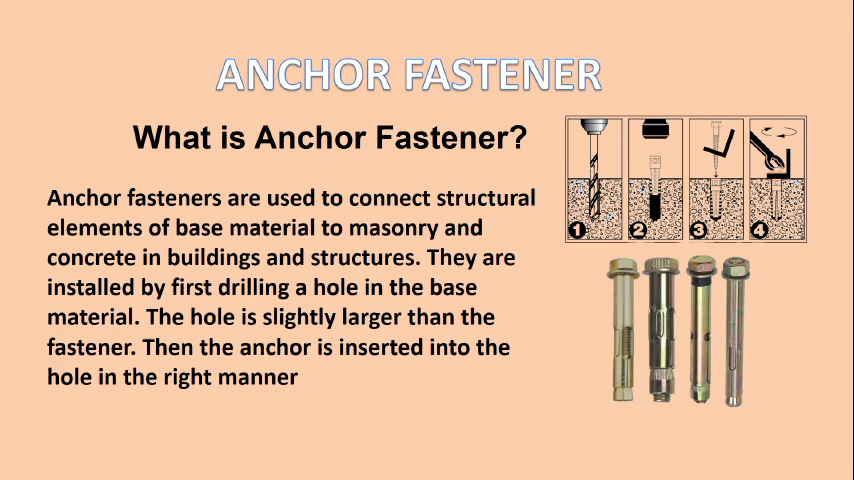 ANCHOR FASTENER
What is Anchor Fastener?
Anchor fasteners are used to connect structural
elements of base material to masonry and
concrete in buildings and structures. They are
installed by first drilling a hole in the base
material. The hole is slightly larger than the
fastener. Then the anchor is inserted into the
hole in the right manner
1 2 3 4